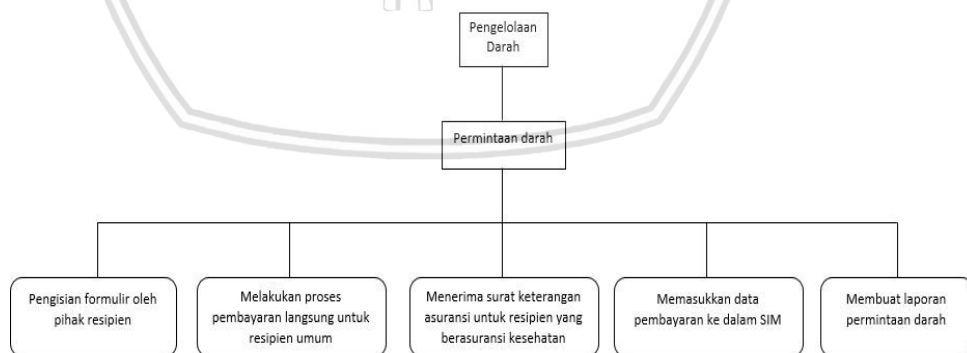 Pengelolaan
Darah
Permintaan darah
Pengisian formulir oleh
pihak resipien
Melakukan proses
pembayaran langsung untuk
resipien umum
Menerima surat keterangan
asuransi untuk resipien yang
berasuransi kesehatan
Memasukkan data
pembayaran ke dalam SIM
Membuat laporan
permintaan darah